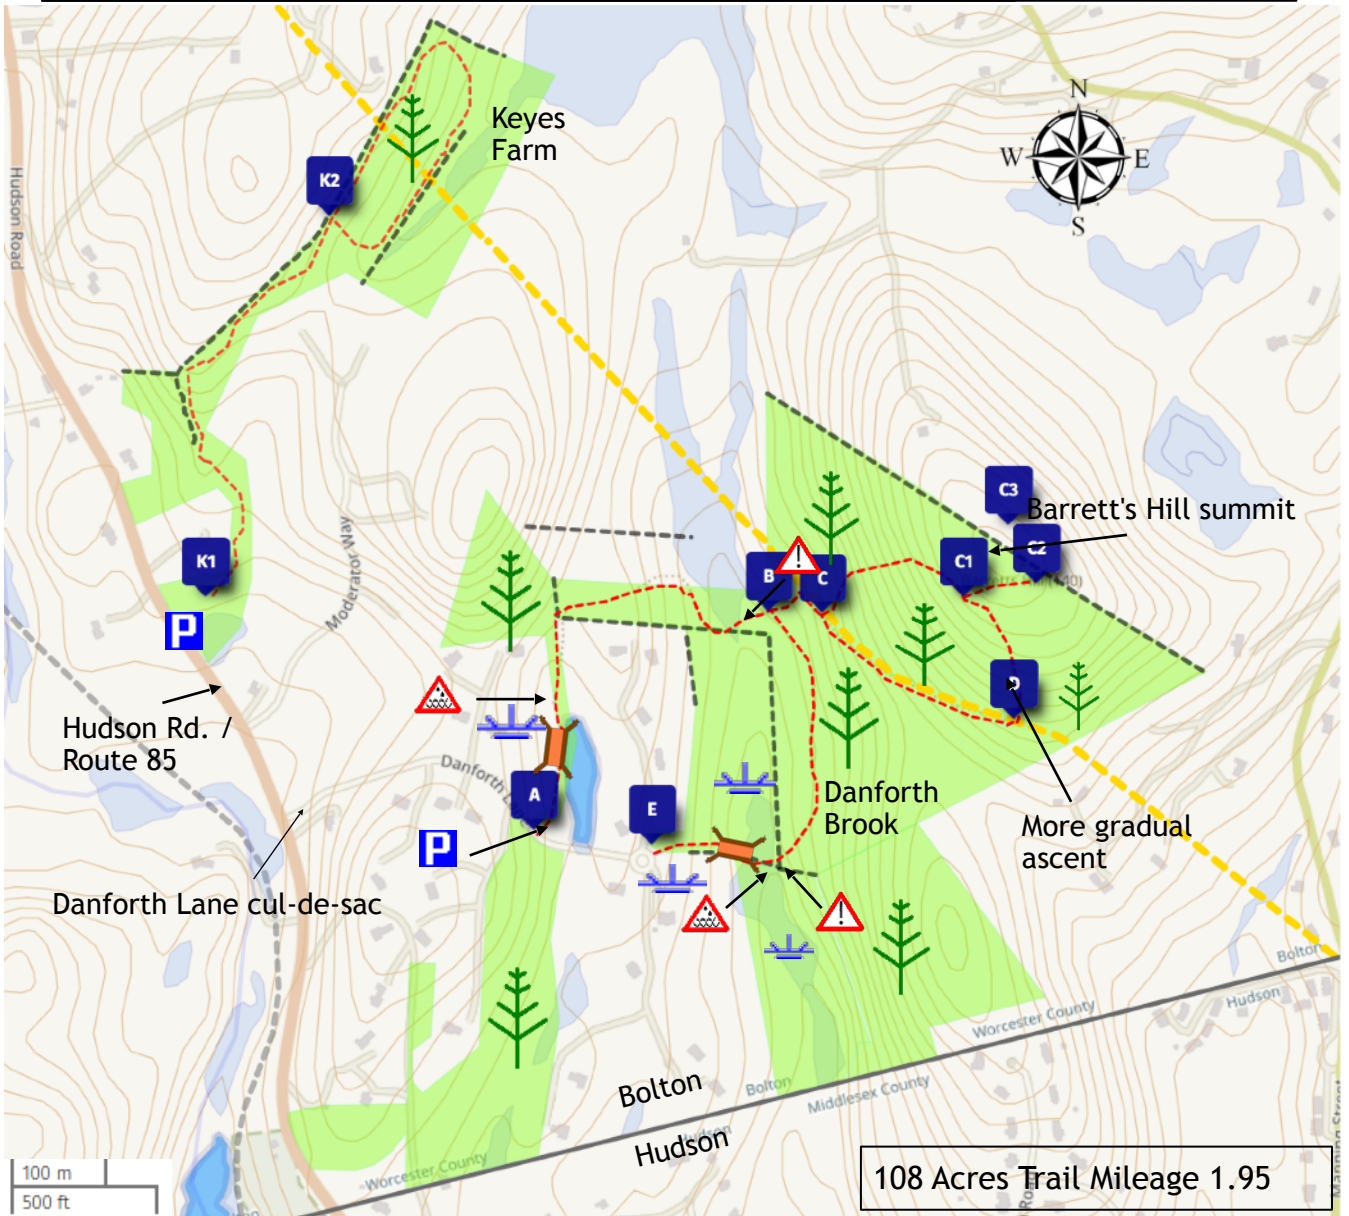 Keyes
Farm
N
W
E
S
K2
Hudson Road
C3
Barrett's Hill summit
C2
C1
B
C
K1
Moderator Way
P
D
Hudson Rd. /
Route 85
A
E
Danforth
Brook
P
More gradual
ascent
Danforth Lane cul-de-sac
Bolton
Hudson
Worcester County
Bolton
Bolton
Middlesex County
Hudson
Hudson
Worcester County
108 Acres Trail Mileage 1.95
100 m
500 ft